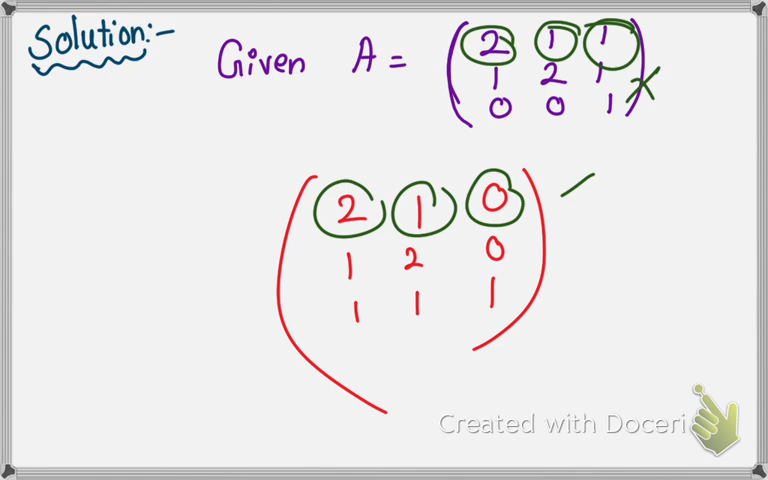 Solution:-
Given A = (2 1 1
1 2 1
0 0 1)
(2 1 0
1 2 0
1 1 1)
Created with Doceri